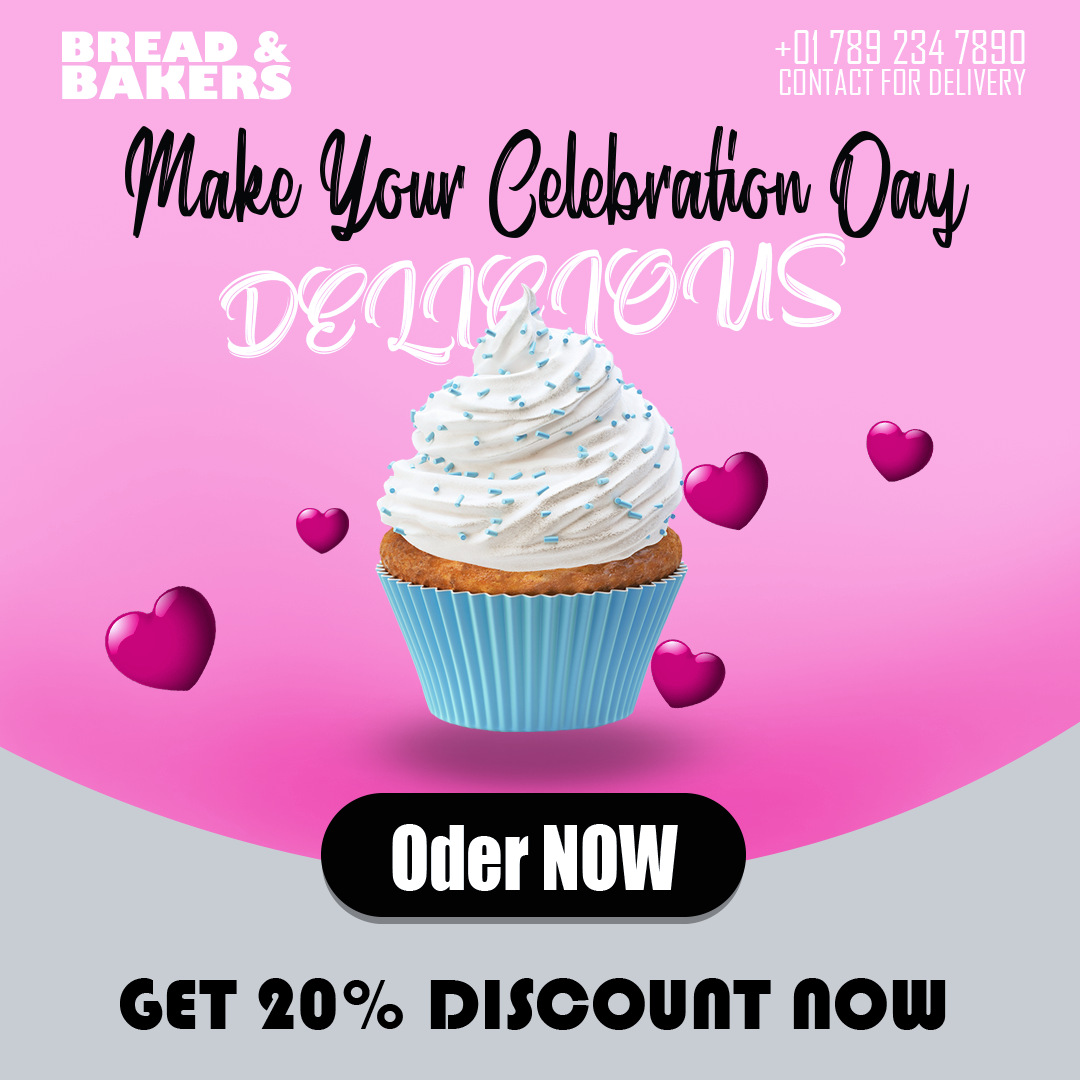 BREAD &
BAKERS
+01 789 234 7890
CONTACT FOR DELIVERY
Make Your Celebration Day
DELICIOUS
Oder NOW
GET 20% DISCOUNT NOW